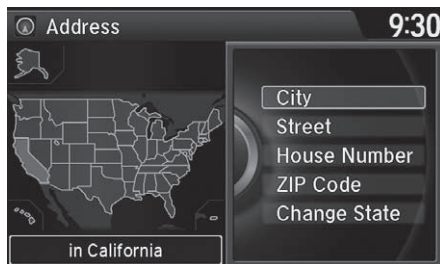 Address
9:30
City
Street
House Number
ZIP Code
Change State
in California